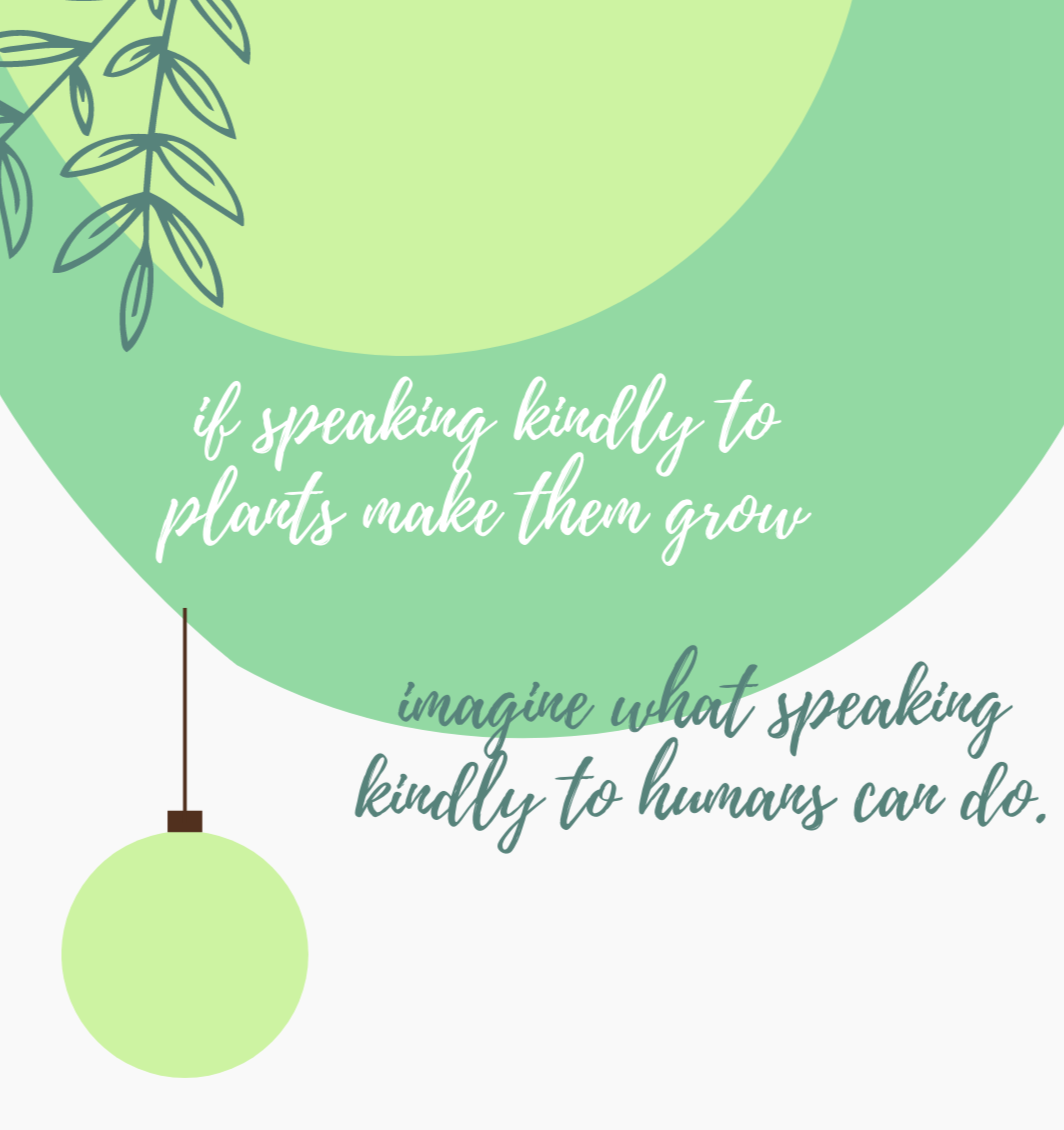 if speaking kindly to
plants make them grow
imagine what speaking
kindly to humans can do.